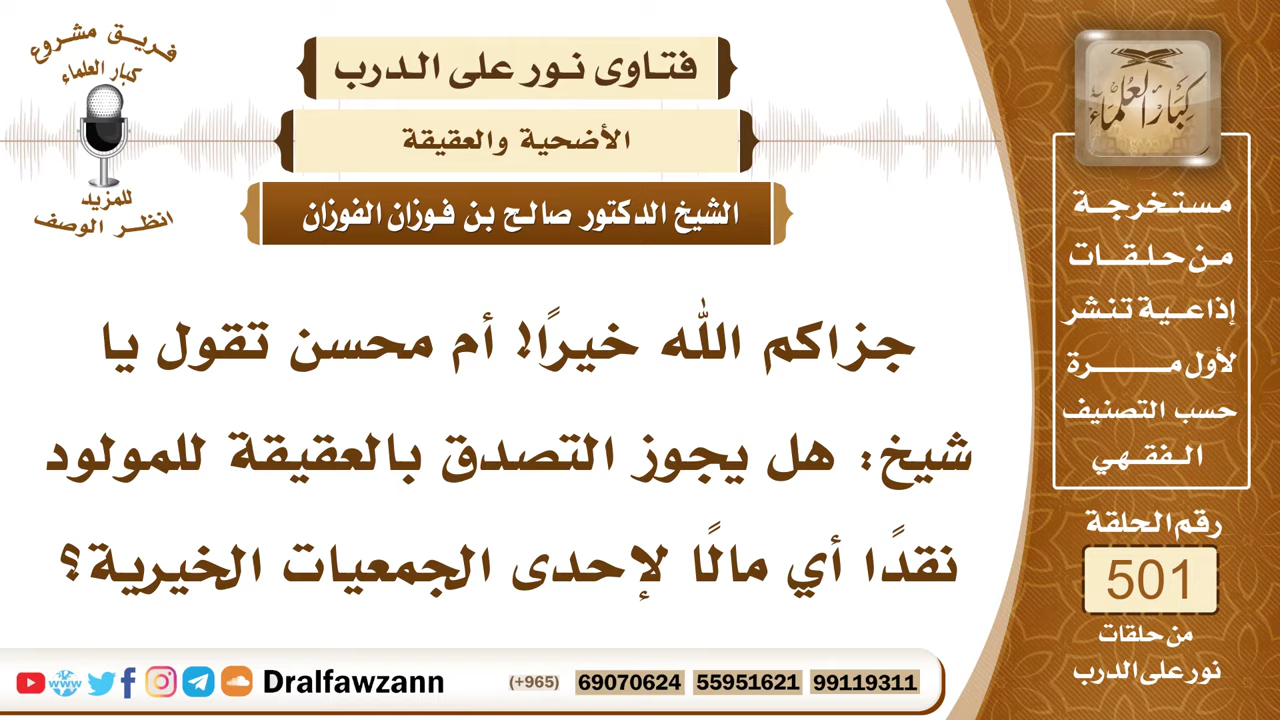 فريق مشروع
كبار العلماء
للمزيد
انظر الوصف
فتاوى نور على الدرب
الأضحية والعقيقة
الشيخ الدكتور صالح بن فوزان الفوزان
جزاكم الله خيرًا! أم محسن تقول يا
شيخ: هل يجوز التصدق بالعقيقة للمولود
نقدًا أي مالًا لإحدى الجمعيات الخيرية؟
كبار العلماء
مستخرجة
من حلقات
إذاعية تنشر
لأول مرة
حسب التصنيف
الفقهي
رقم الحلقة
501
من حلقات
نور على الدرب
Dralfawzann (+965) 69070624 55951621 99119311